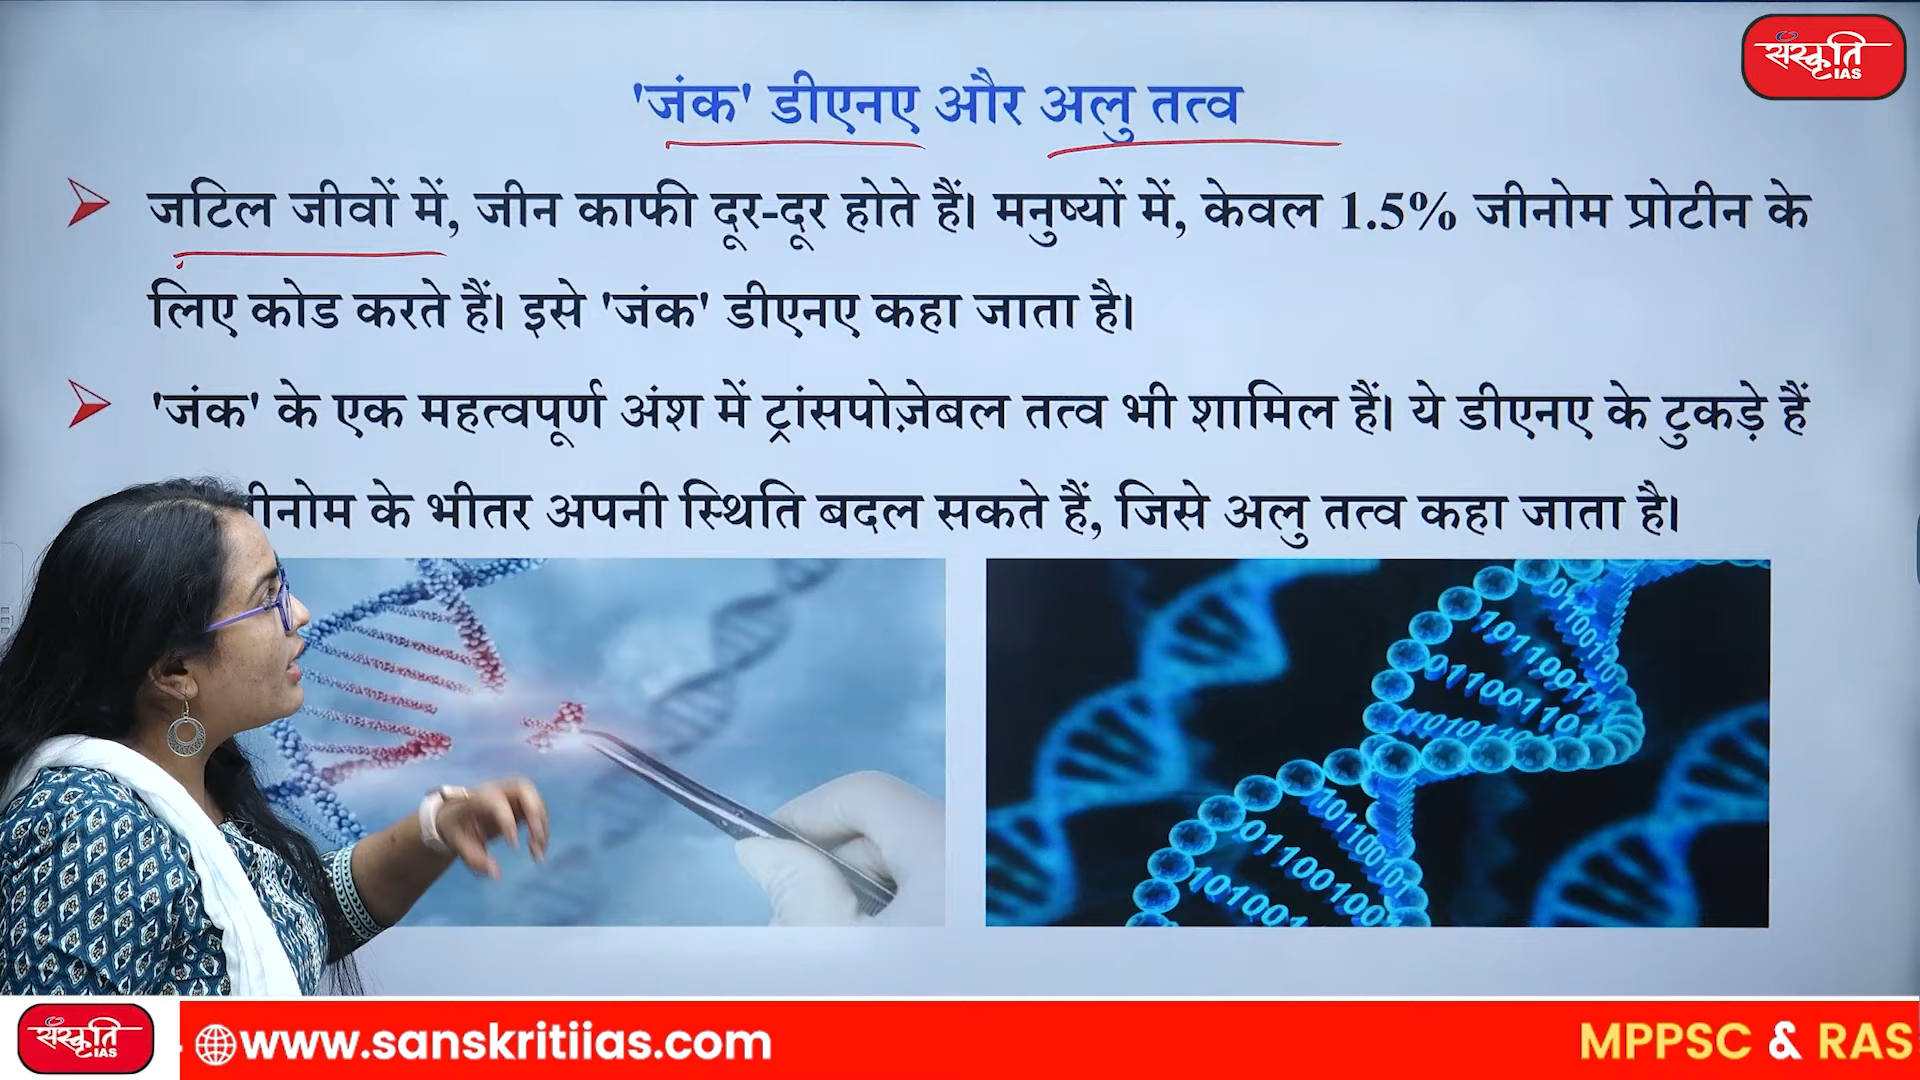 संस्कृति
IAS
'जंक' डीएनए और अलु तत्व
जटिल जीवों में, जीन काफी दूर-दूर होते हैं। मनुष्यों में, केवल 1.5% जीनोम प्रोटीन के
लिए कोड करते हैं। इसे 'जंक' डीएनए कहा जाता है।
'जंक' के एक महत्वपूर्ण अंश में ट्रांसपोज़ेबल तत्व भी शामिल हैं। ये डीएनए के टुकड़े हैं
के भीतर अपनी स्थिति बदल सकते हैं, जिसे अलु तत्व कहा जाता है।
संस्कृति
IAS
www.sanskritiias.com
MPPSC & RAS